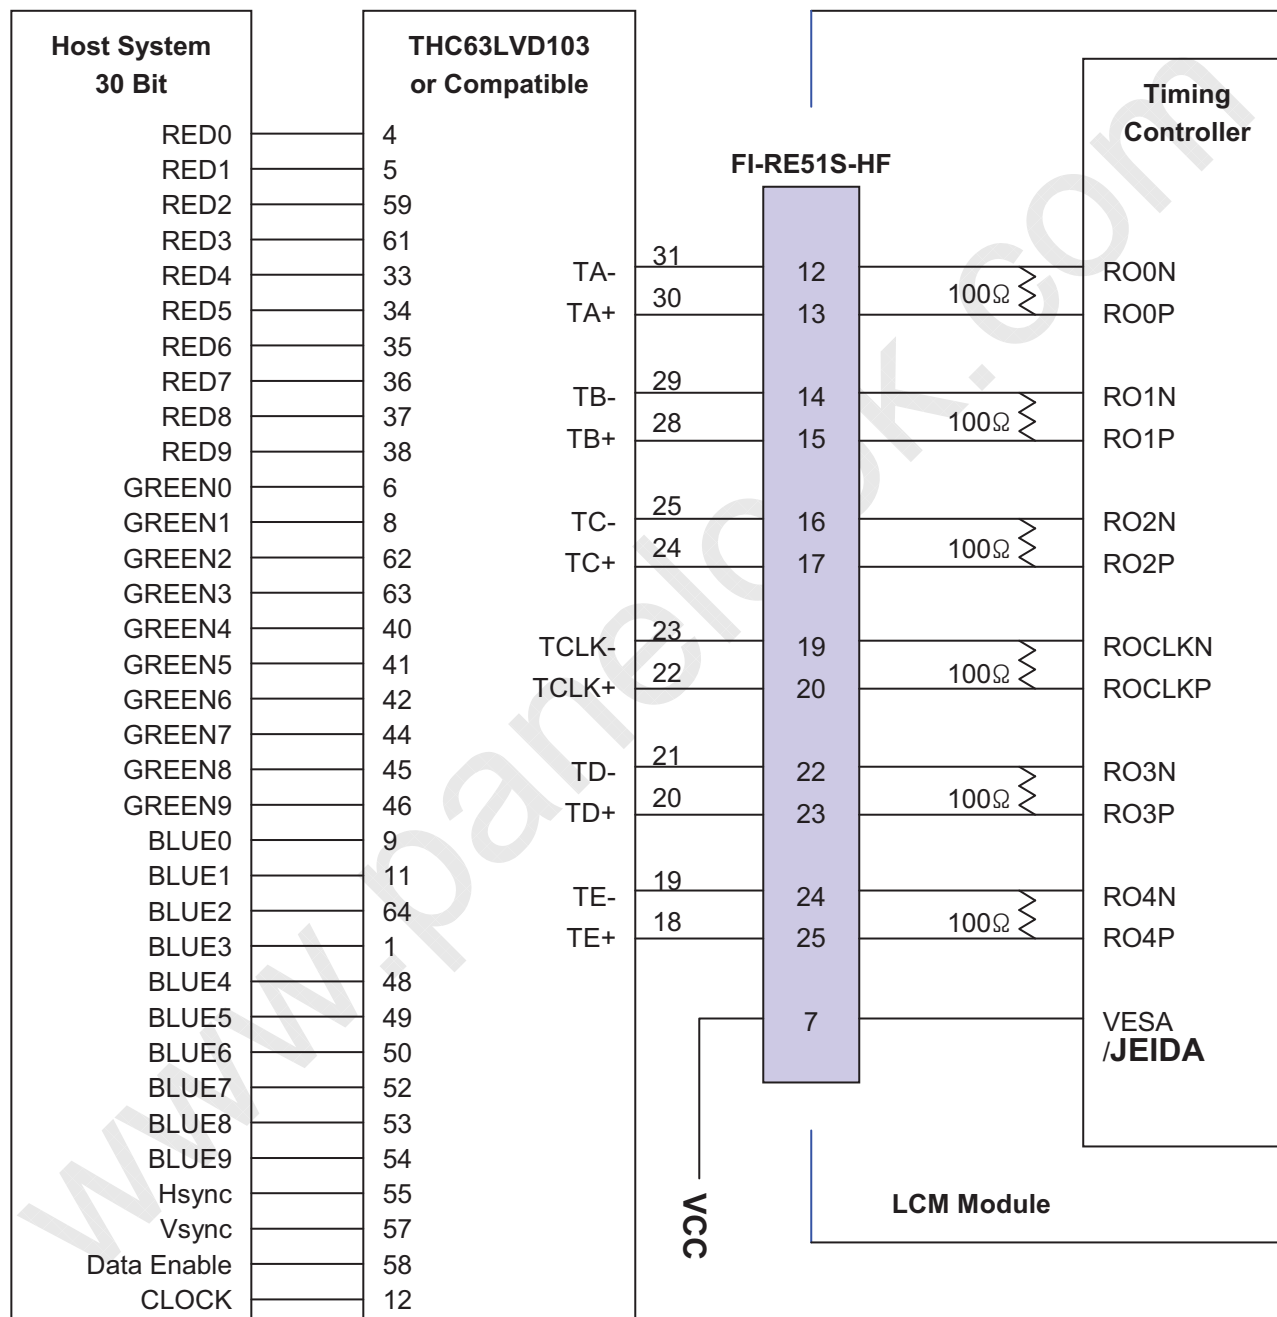 Host System
30 Bit
THC63LVD103
or Compatible
Timing
Controller
FI-RE51S-HF
RED0 4
RED1 5
RED2 59
RED3 61
RED4 33
RED5 34
RED6 35
RED7 36
RED8 37
RED9 38
GREEN0 6
GREEN1 8
GREEN2 62
GREEN3 63
GREEN4 40
GREEN5 41
GREEN6 42
GREEN7 44
GREEN8 45
GREEN9 46
BLUE0 9
BLUE1 11
BLUE2 64
BLUE3 1
BLUE4 48
BLUE5 49
BLUE6 50
BLUE7 52
BLUE8 53
BLUE9 54
Hsync 55
Vsync 57
Data Enable 58
CLOCK 12
TA- 31 12 RO0N
100Ω
TA+ 30 13 RO0P
TB- 29 14 RO1N
100Ω
TB+ 28 15 RO1P
TC- 25 16 RO2N
100Ω
TC+ 24 17 RO2P
TCLK- 23 19 ROCLKN
100Ω
TCLK+ 22 20 ROCLKP
TD- 21 22 RO3N
100Ω
TD+ 20 23 RO3P
TE- 19 24 RO4N
100Ω
TE+ 18 25 RO4P
7 VESA
/JEIDA
VCC
LCM Module
www.panelook.com